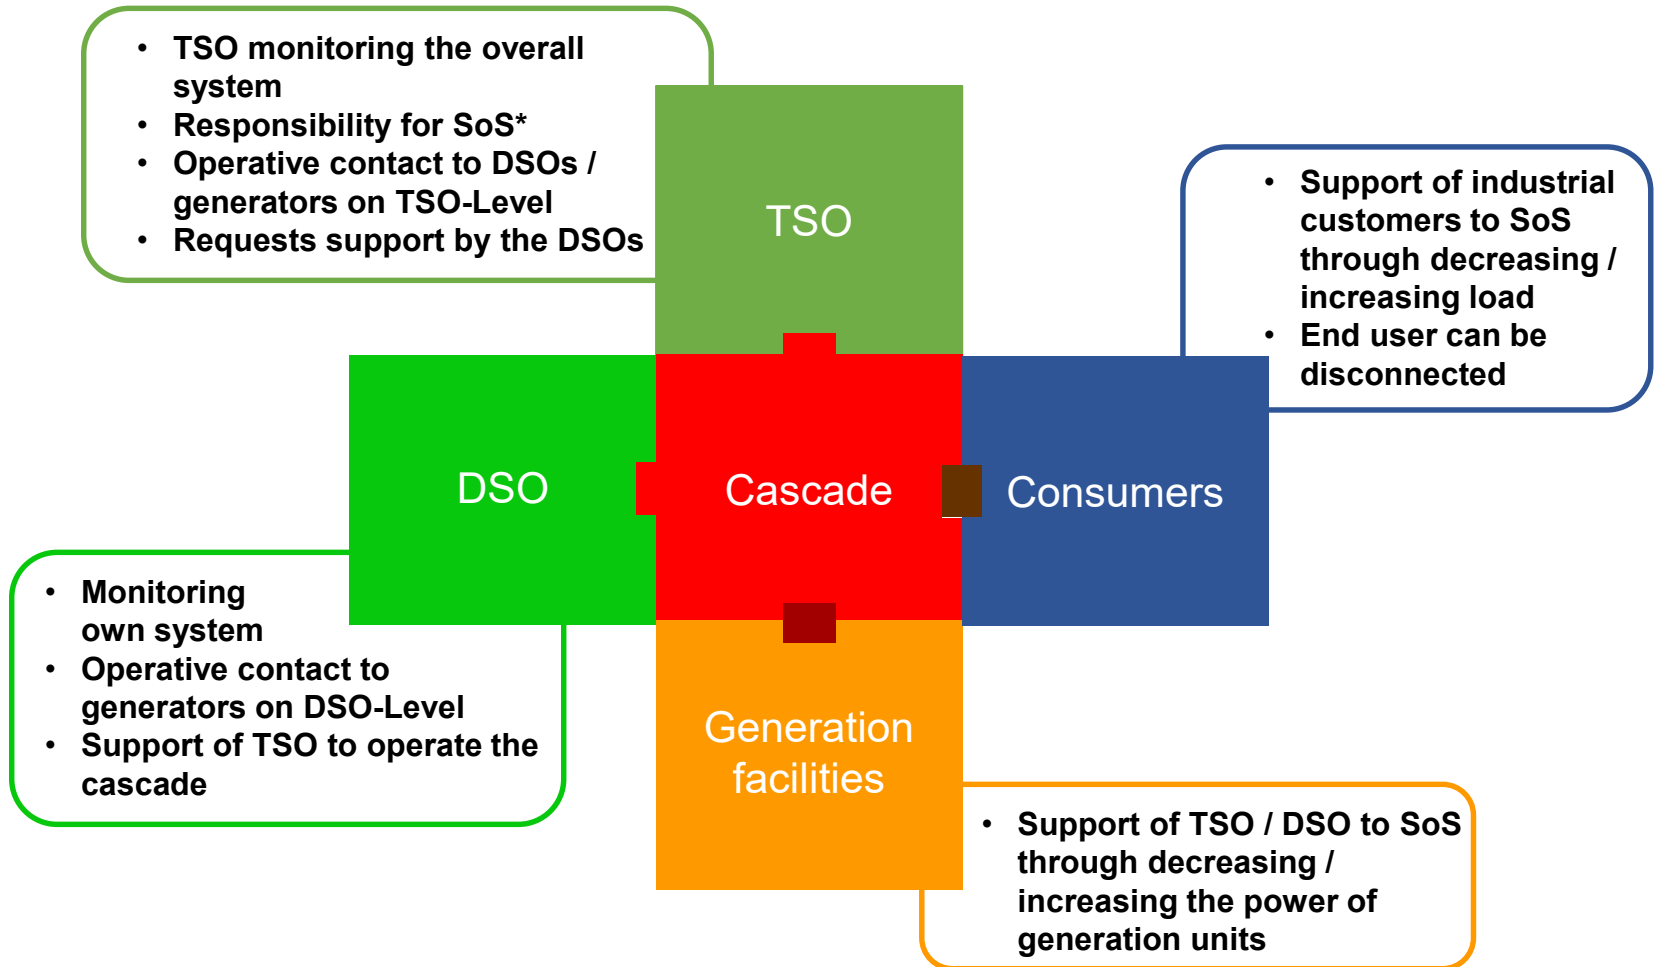 • TSO monitoring the overall
system
• Responsibility for SoS*
• Operative contact to DSOs /
generators on TSO-Level
• Requests support by the DSOs
TSO
• Support of industrial
customers to SoS
through decreasing /
increasing load
• End user can be
disconnected
DSO
Cascade
Consumers
• Monitoring
own system
• Operative contact to
generators on DSO-Level
• Support of TSO to operate the
cascade
Generation
facilities
• Support of TSO / DSO to SoS
through decreasing /
increasing the power of
generation units